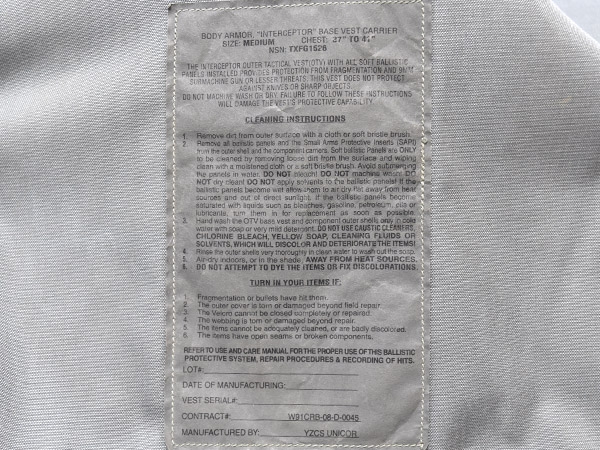 BODY ARMOR, "INTERCEPTOR" BASE VEST CARRIER
SIZE: MEDIUM CHEST: 37" TO 41"
NSN: TXFG1526
THE INTERCEPTOR OUTER TACTICAL VEST(OTV) WITH ALL SOFT BALLISTIC
PANELS INSTALLED PROVIDES PROTECTION FROM FRAGMENTATION AND 9MM
SUBMACHINE GUN OR LESSER THREATS; THIS VEST DOES NOT PROTECT
AGAINST KNIVES OR SHARP OBJECTS.
DO NOT MACHINE WASH OR DRY. FAILURE TO FOLLOW THESE INSTRUCTIONS
WILL DAMAGE THE VEST'S PROTECTIVE CAPABILITY.
CLEANING INSTRUCTIONS
1. Remove dirt from outer surface with a cloth or soft bristle brush.
2. Remove all ballistic panels and the Small Arms Protective Inserts (SAPI)
from the outer shell and the component carriers. Soft Ballistic Panels are ONLY
to be cleaned by removing loose dirt from the surface and wiping
clean with a moistened cloth or a soft bristle brush. Avoid submerging
the panels in water. DO NOT bleach! DO NOT machine wash! DO
NOT dry clean! DO NOT apply solvents to the ballistic panels! If the
ballistic panels become wet allow them to air dry flat away from heat
sources and out of direct sunlight. If the ballistic panels become
saturated with liquids such as bleaches, gasoline, petroleum, oils or
lubricants, turn them in for replacement as soon as possible.
3. Hand wash the OTV base vest and component outer shells only in cold
water with soap or very mild detergent. DO NOT USE CAUSTIC CLEANERS,
CHLORINE BLEACH, YELLOW SOAP, CLEANING FLUIDS OR
SOLVENTS, WHICH WILL DISCOLOR AND DETERIORATE THE ITEMS!
4. Rinse the outer shells very thoroughly in clean water to wash out the soap.
5. Air dry indoors, or in the shade, AWAY FROM HEAT SOURCES.
6. DO NOT ATTEMPT TO DYE THE ITEMS OR FIX DISCOLORATIONS.
TURN IN YOUR ITEMS IF:
1. Fragmentation or bullets have hit them.
2. The outer cover is torn or damaged beyond field repair.
3. The Velcro cannot be closed completely or repaired.
4. The webbing is torn or damaged beyond repair.
5. The items cannot be adequately cleaned, or are badly discolored.
6. The items have open seams or broken components.
REFER TO USE AND CARE MANUAL FOR THE PROPER USE OF THIS BALLISTIC
PROTECTIVE SYSTEM, REPAIR PROCEDURES & RECORDING OF HITS.
LOT#:
DATE OF MANUFACTURING:
VEST SERIAL#:
CONTRACT#: W91CRB-08-D-0045
MANUFACTURED BY: YZCS UNICOR